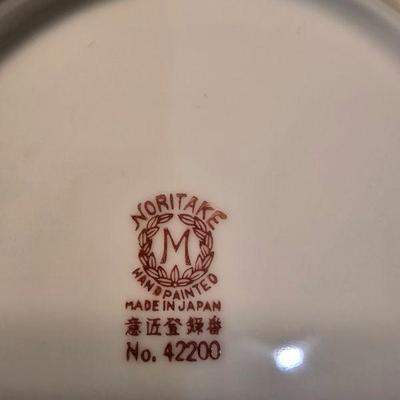 NORITAKE
M
HANDPAINTED
MADE IN JAPAN
意匠登録番
No. 42200